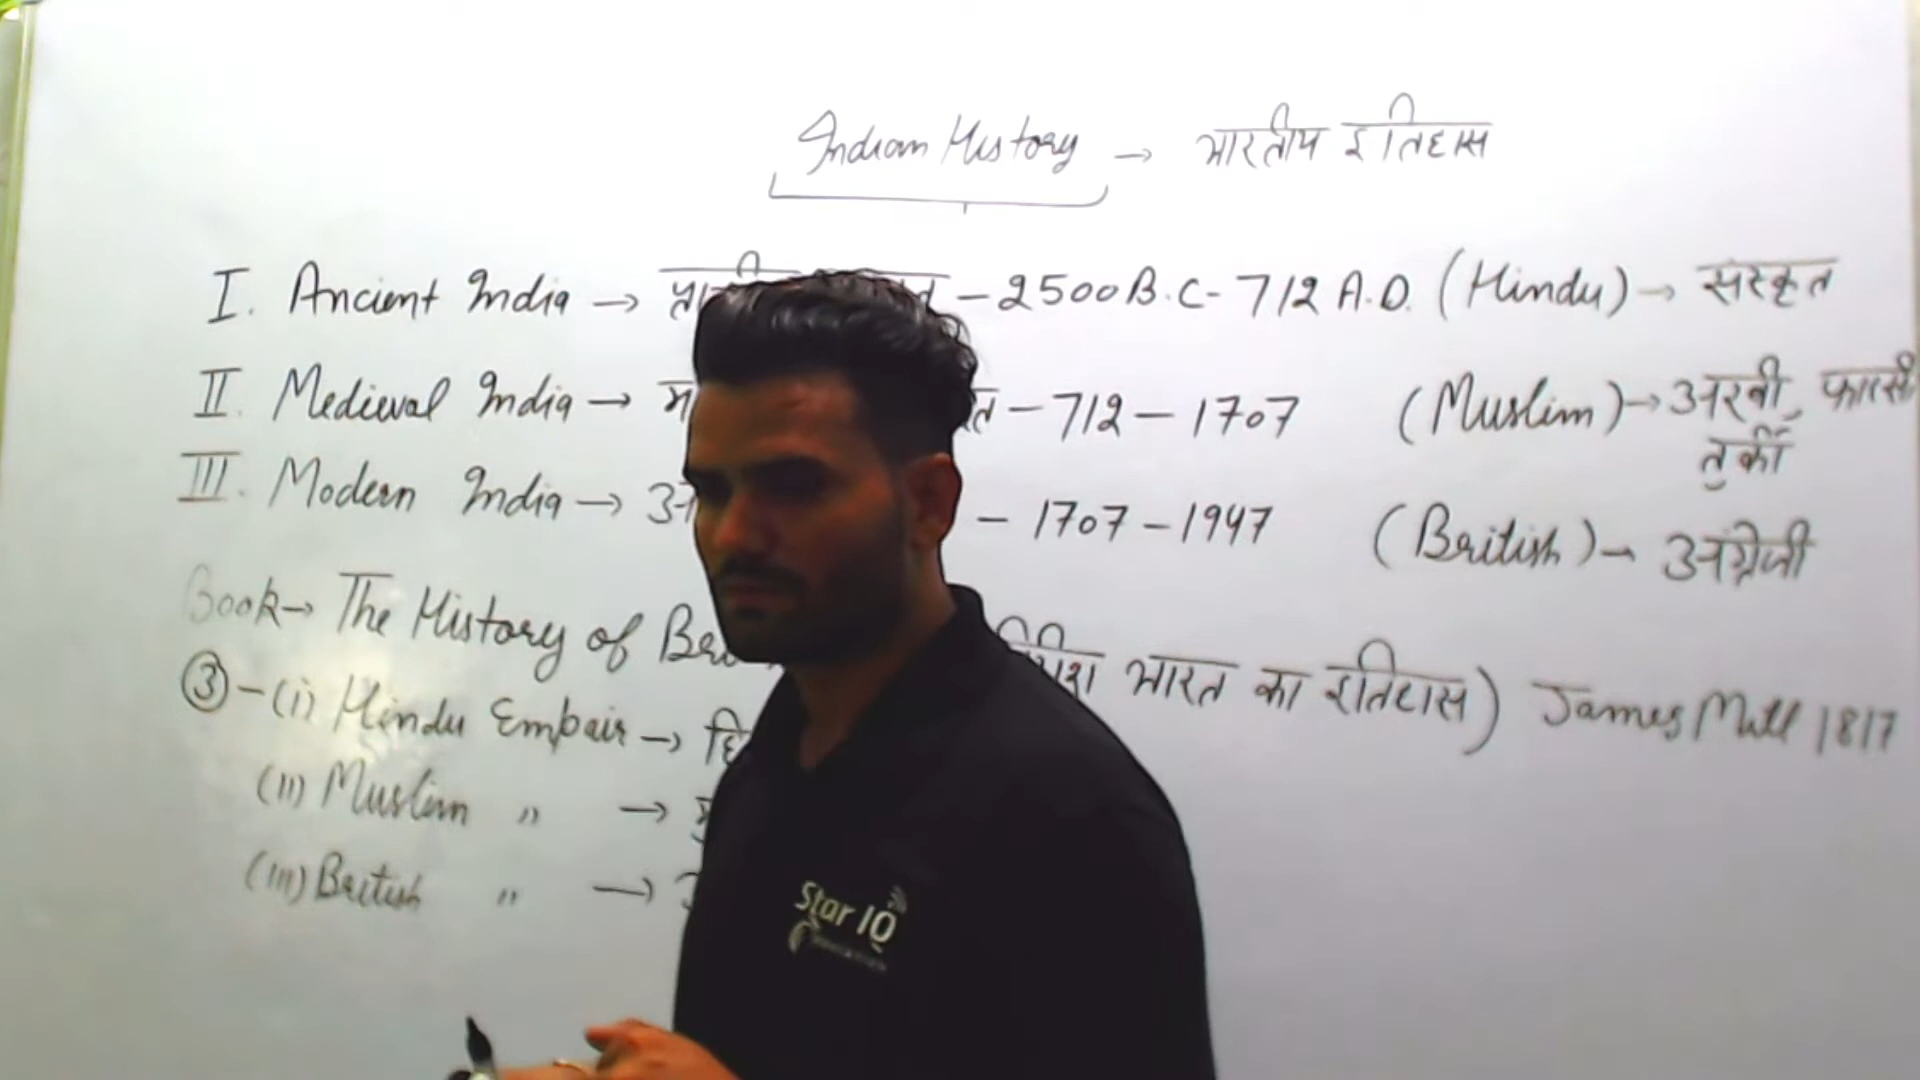 Indian History → भारतीय इतिहास
I. Ancient India → - 2500 B.C - 712 A.D. (Hindu) → संस्कृत
II. Medieval India → - 712 - 1707 (Muslim) → अरबी, फारसी
तुर्की
III. Modern India → - 1707 - 1947 (British) - अंग्रेजी
Book → The History of भारत का इतिहास) James Mill 1817
③ - (i) Hindu Empair →
(ii) Muslim " →
(iii) British " →
Star IQ